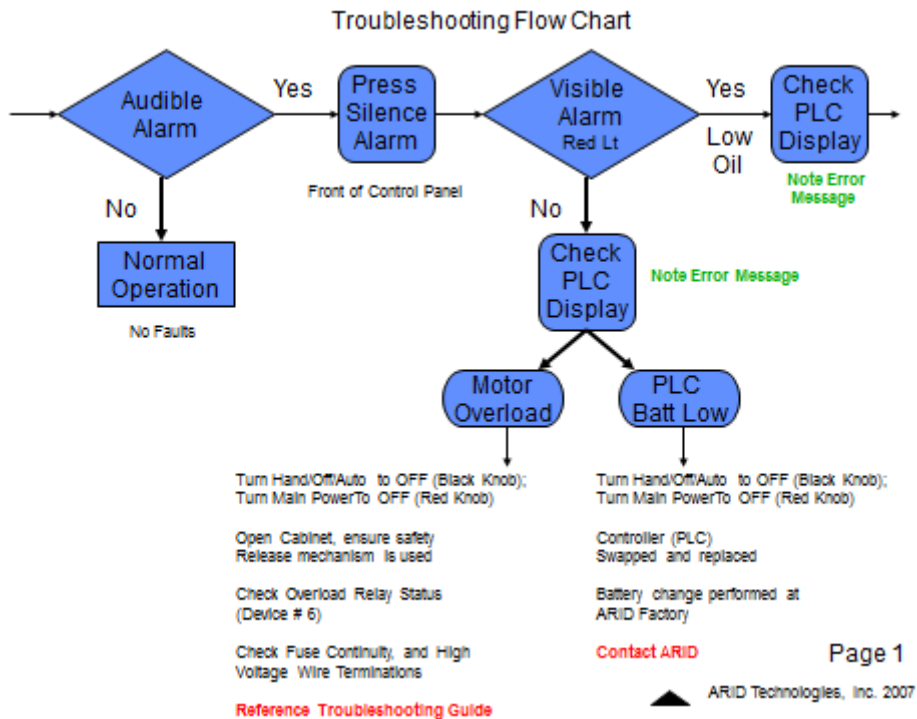 Troubleshooting Flow Chart
Audible
Alarm
Yes
Press
Silence
Alarm
Front of Control Panel
Visible
Alarm
Red Lt
Yes
Low
Oil
Check
PLC
Display
Note Error
Message
No
Normal
Operation
No Faults
No
Check
PLC
Display
Note Error Message
Motor
Overload
PLC
Batt Low
Turn Hand/Off/Auto to OFF (Black Knob);
Turn Main PowerTo OFF (Red Knob)
Open Cabinet, ensure safety
Release mechanism is used
Check Overload Relay Status
(Device # 6)
Check Fuse Continuity, and High
Voltage Wire Terminations
Reference Troubleshooting Guide
Turn Hand/Off/Auto to OFF (Black Knob);
Turn Main PowerTo OFF (Red Knob)
Controller (PLC)
Swapped and replaced
Battery change performed at
ARID Factory
Contact ARID
Page 1
ARID Technologies, Inc. 2007